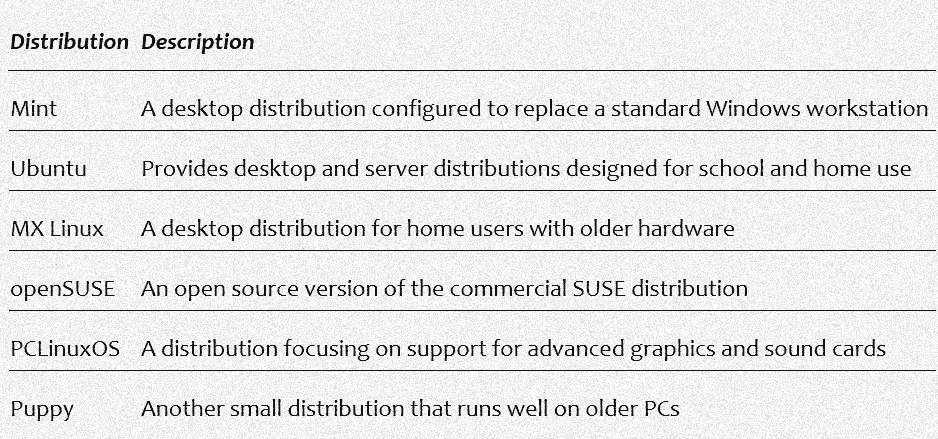 Distribution Description
Mint A desktop distribution configured to replace a standard Windows workstation
Ubuntu Provides desktop and server distributions designed for school and home use
MX Linux A desktop distribution for home users with older hardware
openSUSE An open source version of the commercial SUSE distribution
PCLinuxOS A distribution focusing on support for advanced graphics and sound cards
Puppy Another small distribution that runs well on older PCs